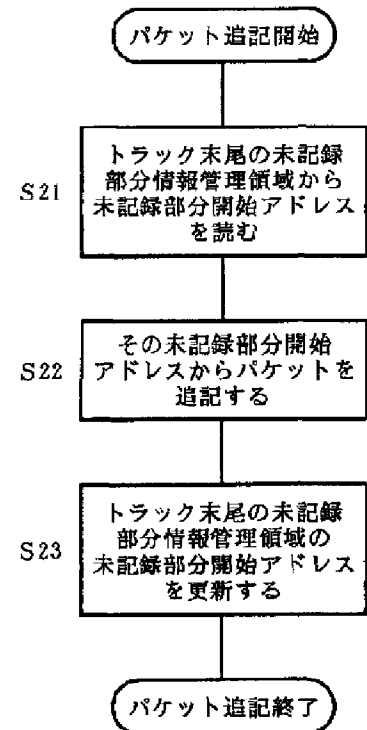 パケット追記開始
S21
トラック末尾の未記録
部分情報管理領域から
未記録部分開始アドレス
を読む
S22
その未記録部分開始
アドレスからパケットを
追記する
S23
トラック末尾の未記録
部分情報管理領域の
未記録部分開始アドレス
を更新する
パケット追記終了